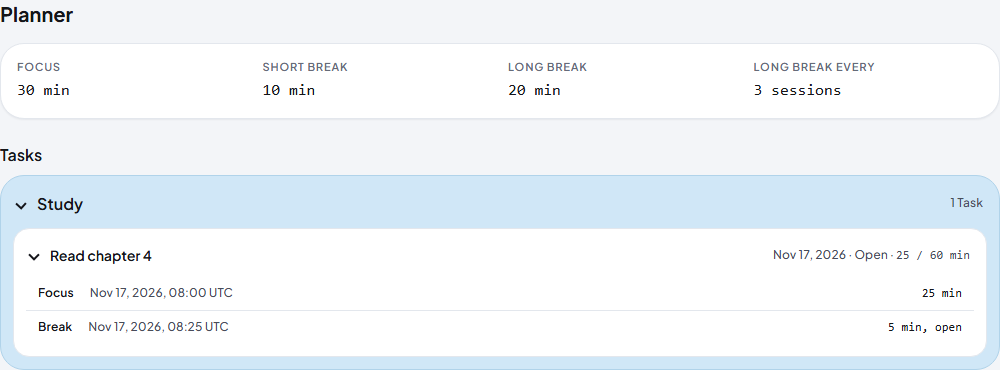 Planner
FOCUS SHORT BREAK LONG BREAK LONG BREAK EVERY
30 min 10 min 20 min 3 sessions
Tasks
Study 1 Task
Read chapter 4 Nov 17, 2026 · Open · 25 / 60 min
Focus Nov 17, 2026, 08:00 UTC 25 min
Break Nov 17, 2026, 08:25 UTC 5 min, open